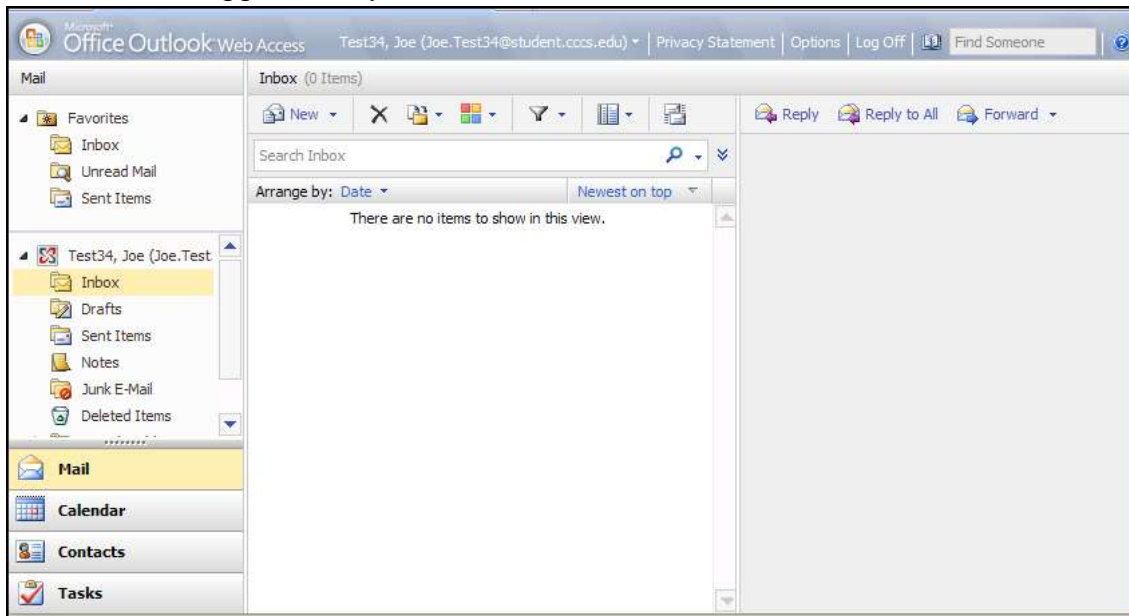 Microsoft
Office Outlook Web Access
Test34, Joe (Joe.Test34@student.cccs.edu)
Privacy Statement
Options
Log Off
Find Someone
Mail
Inbox (0 Items)
Favorites
Inbox
Unread Mail
Sent Items
Test34, Joe (Joe.Test
Inbox
Drafts
Sent Items
Notes
Junk E-Mail
Deleted Items
Mail
Calendar
Contacts
Tasks
New
Search Inbox
Arrange by: Date
Newest on top
There are no items to show in this view.
Reply
Reply to All
Forward